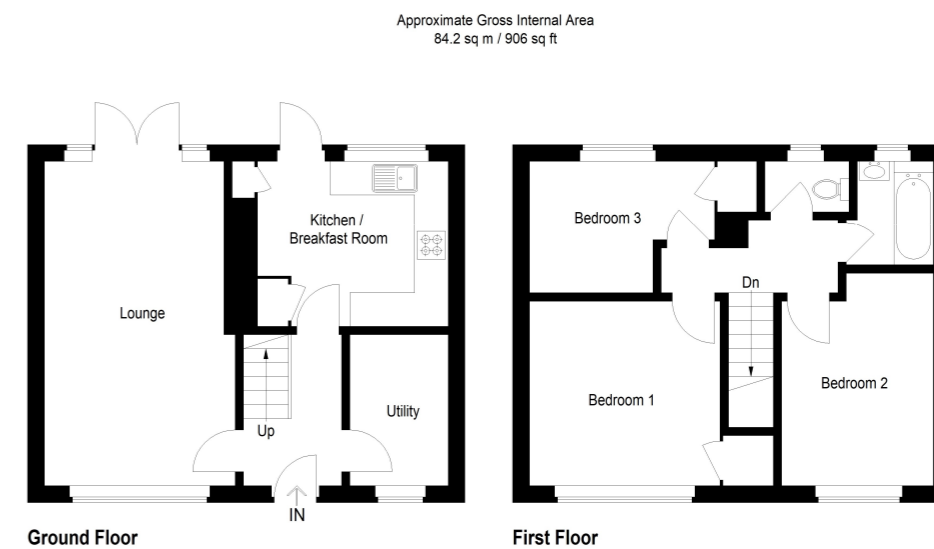 Approximate Gross Internal Area
84.2 sq m / 906 sq ft
Kitchen /
Breakfast Room
Lounge
Utility
Up
IN
Ground Floor
Bedroom 3
Dn
Bedroom 2
Bedroom 1
First Floor